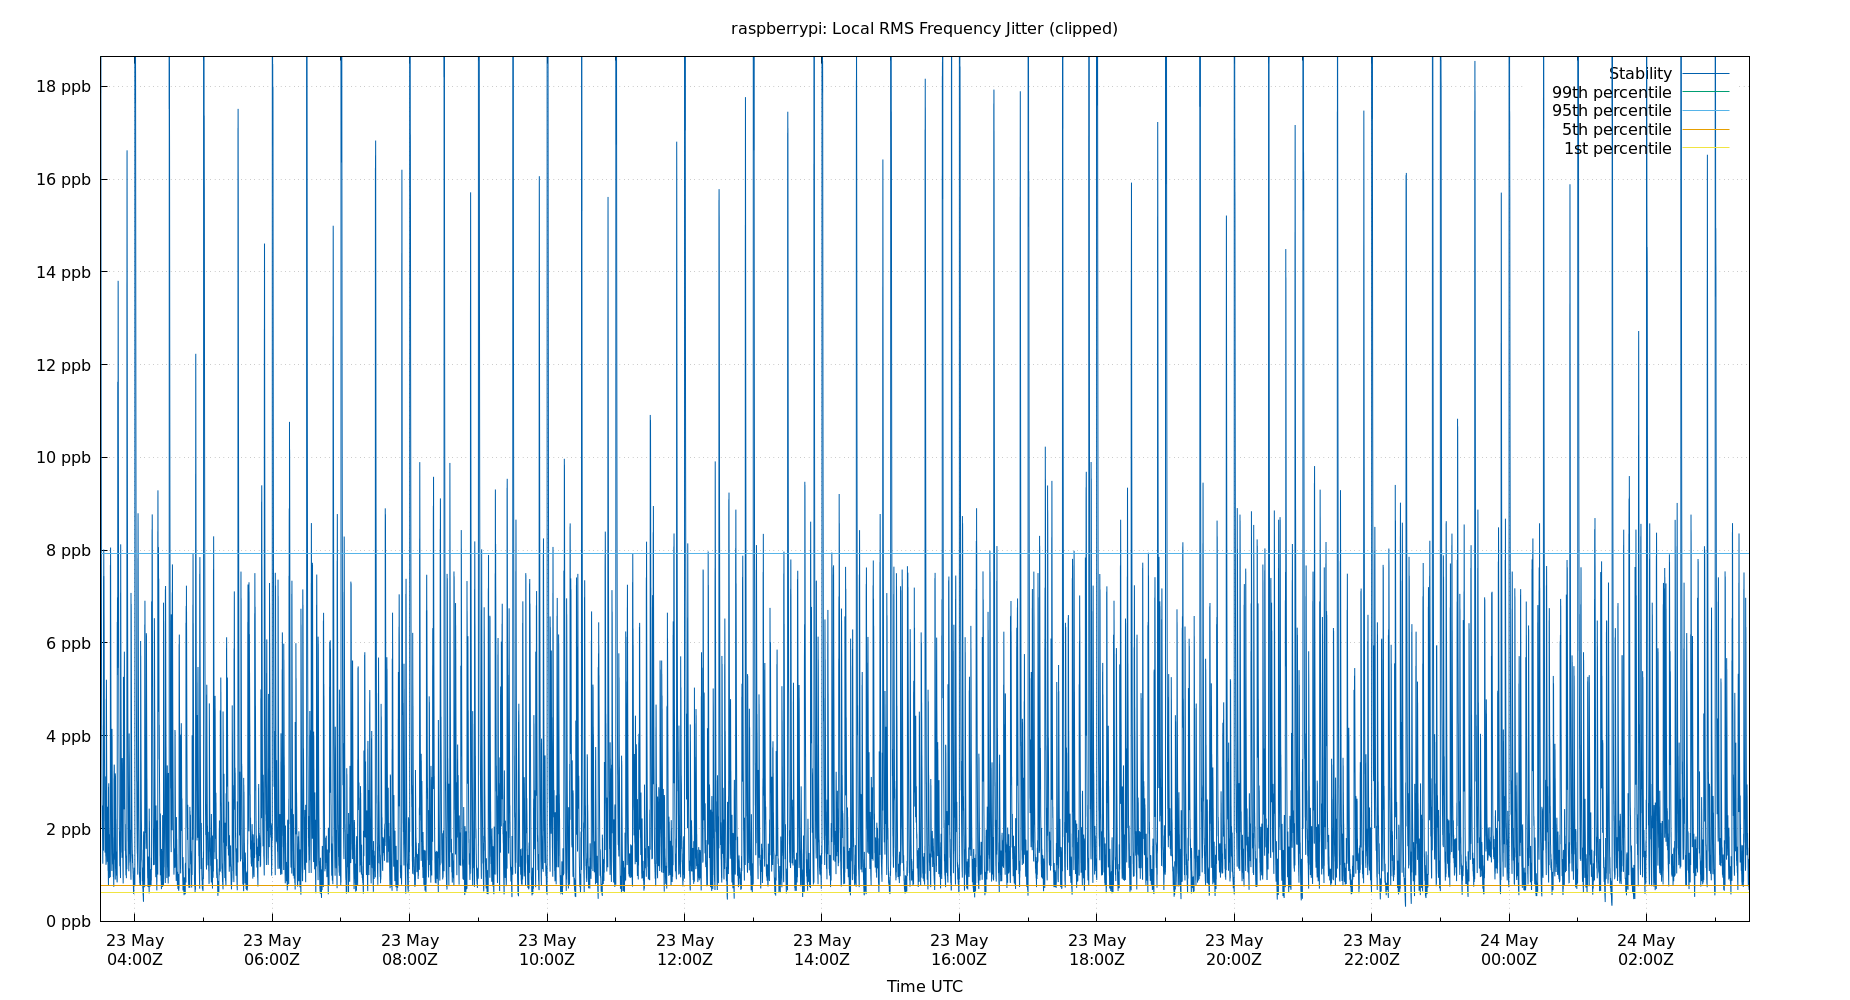 raspberrypi: Local RMS Frequency Jitter (clipped)
Stability
99th percentile
95th percentile
5th percentile
1st percentile
18 ppb
16 ppb
14 ppb
12 ppb
10 ppb
8 ppb
6 ppb
4 ppb
2 ppb
0 ppb
23 May 23 May 23 May 23 May 23 May 23 May 23 May 23 May 23 May 23 May 24 May 24 May
04:00Z 06:00Z 08:00Z 10:00Z 12:00Z 14:00Z 16:00Z 18:00Z 20:00Z 22:00Z 00:00Z 02:00Z
Time UTC